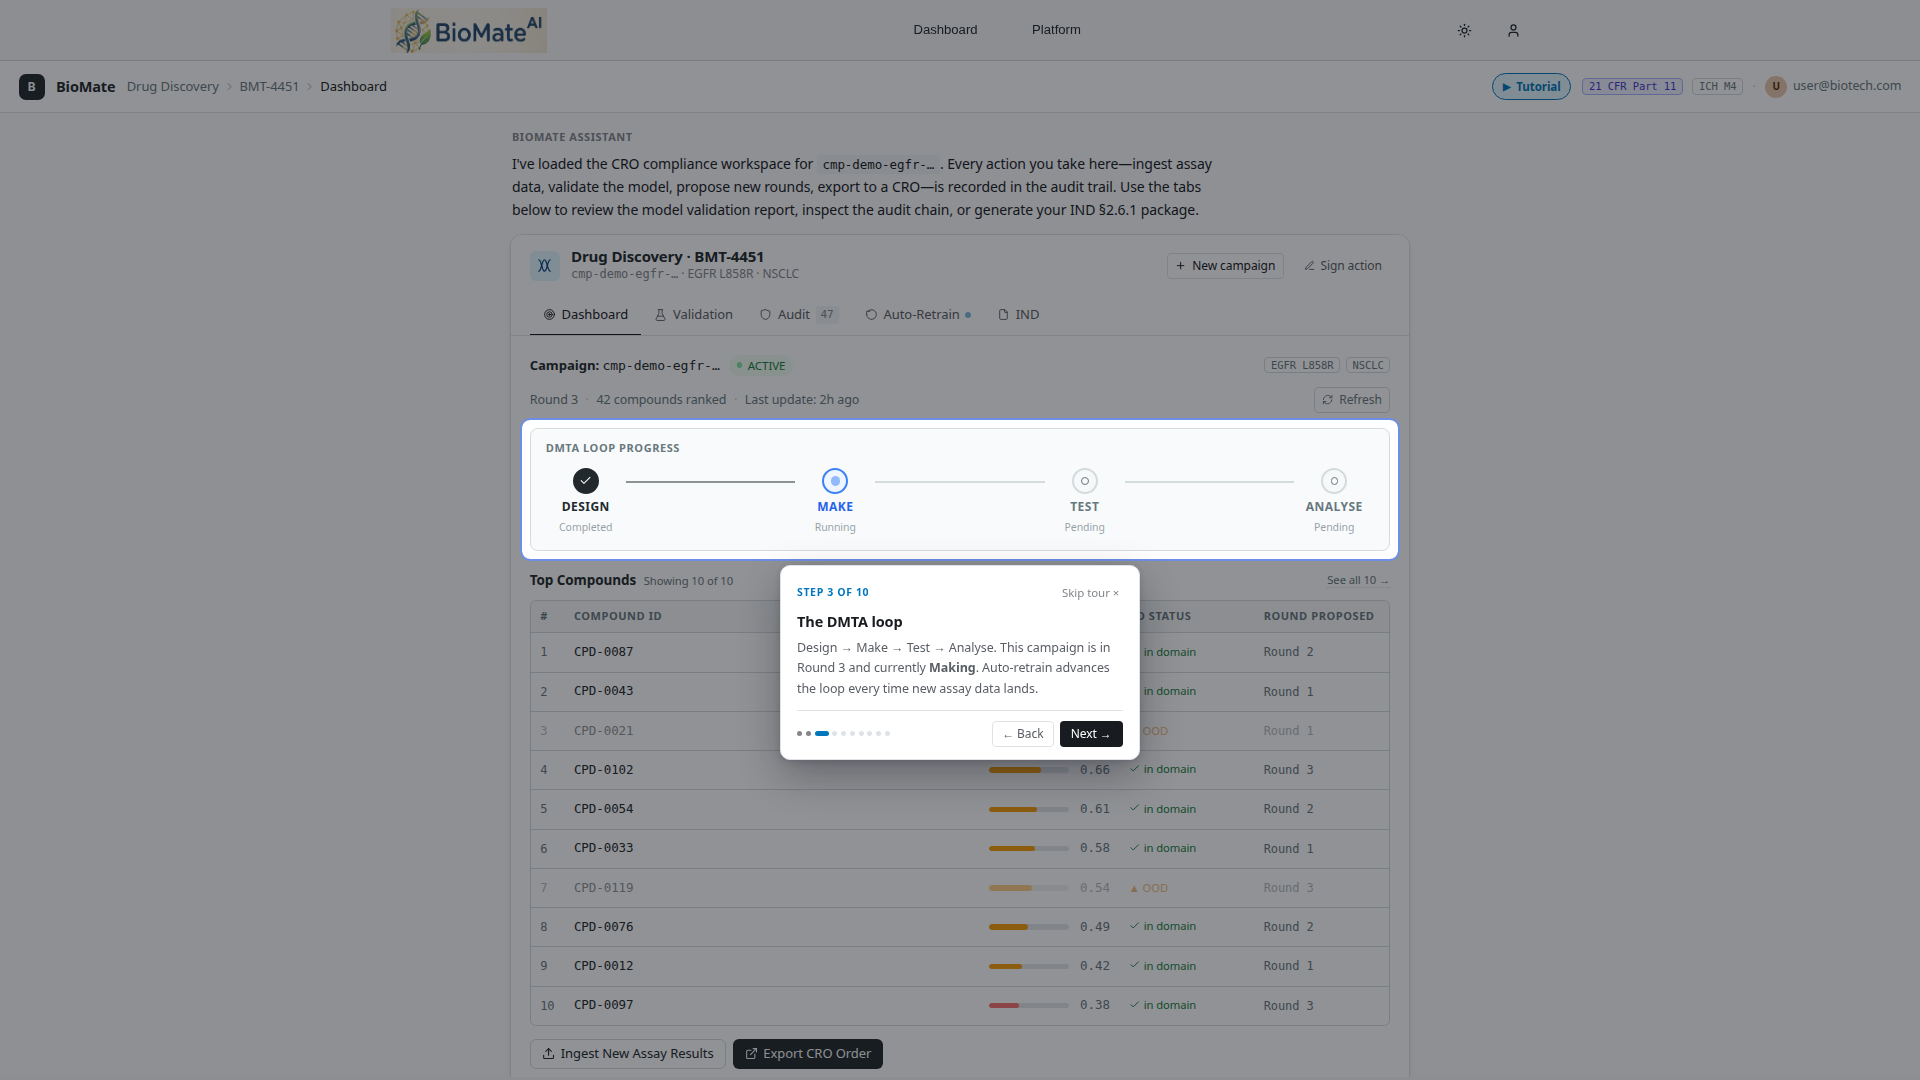 BioMate AI
Dashboard
Platform
B BioMate Drug Discovery › BMT-4451 › Dashboard
▶ Tutorial
21 CFR Part 11
ICH M4
·
U user@biotech.com
BIOMATE ASSISTANT
I've loaded the CRO compliance workspace for cmp-demo-egfr-… . Every action you take here—ingest assay
data, validate the model, propose new rounds, export to a CRO—is recorded in the audit trail. Use the tabs
below to review the model validation report, inspect the audit chain, or generate your IND §2.6.1 package.
Drug Discovery · BMT-4451
cmp-demo-egfr-… · EGFR L858R · NSCLC
+ New campaign
Sign action
Dashboard
Validation
Audit 47
Auto-Retrain
IND
Campaign: cmp-demo-egfr-… ACTIVE
EGFR L858R
NSCLC
Round 3 · 42 compounds ranked · Last update: 2h ago
Refresh
DMTA LOOP PROGRESS
DESIGN
Completed
MAKE
Running
TEST
Pending
ANALYSE
Pending
Top Compounds Showing 10 of 10
See all 10 →
STEP 3 OF 10
Skip tour ×
The DMTA loop
Design → Make → Test → Analyse. This campaign is in
Round 3 and currently Making. Auto-retrain advances
the loop every time new assay data lands.
← Back
Next →
# COMPOUND ID STATUS ROUND PROPOSED
1 CPD-0087 in domain Round 2
2 CPD-0043 in domain Round 1
3 CPD-0021 OOD Round 1
4 CPD-0102 0.66 ✓ in domain Round 3
5 CPD-0054 0.61 ✓ in domain Round 2
6 CPD-0033 0.58 ✓ in domain Round 1
7 CPD-0119 0.54 ▲ OOD Round 3
8 CPD-0076 0.49 ✓ in domain Round 2
9 CPD-0012 0.42 ✓ in domain Round 1
10 CPD-0097 0.38 ✓ in domain Round 3
Ingest New Assay Results
Export CRO Order